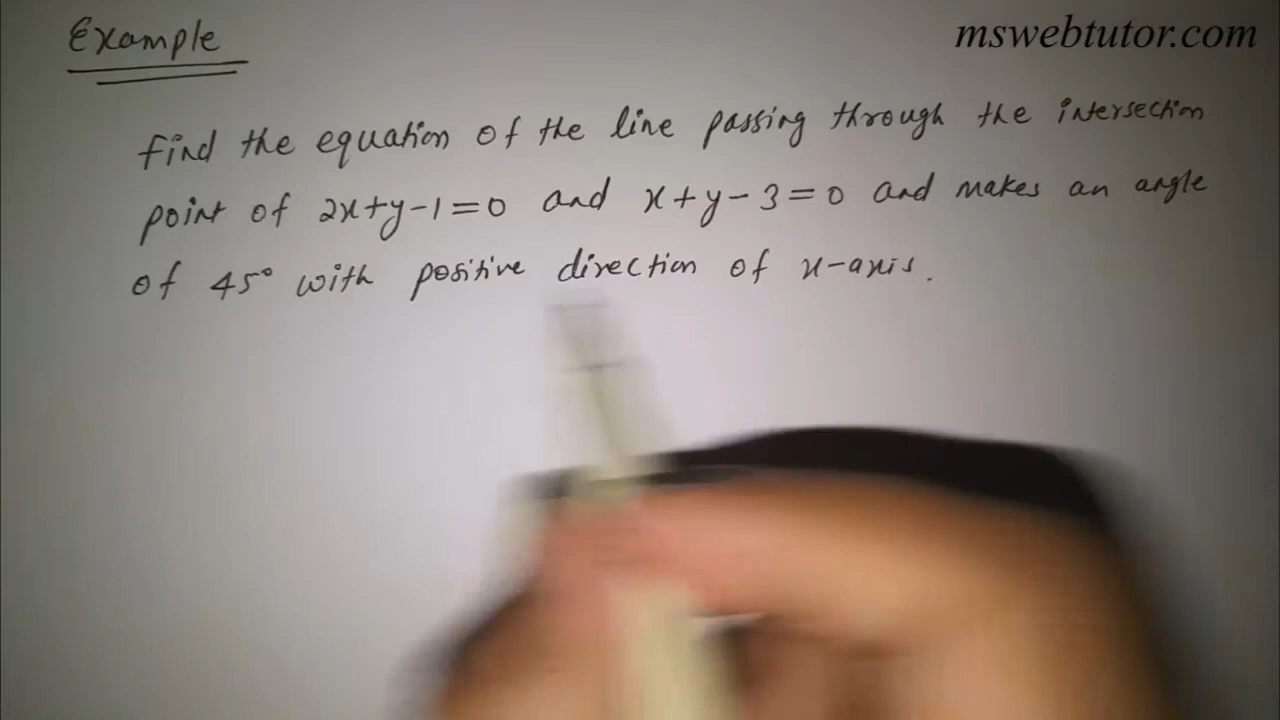 Example
mswebtutor.com
find the equation of the line passing through the intersection
point of 2x+y-1=0 and x+y-3=0 and makes an angle
of 45° with positive direction of x-axis.